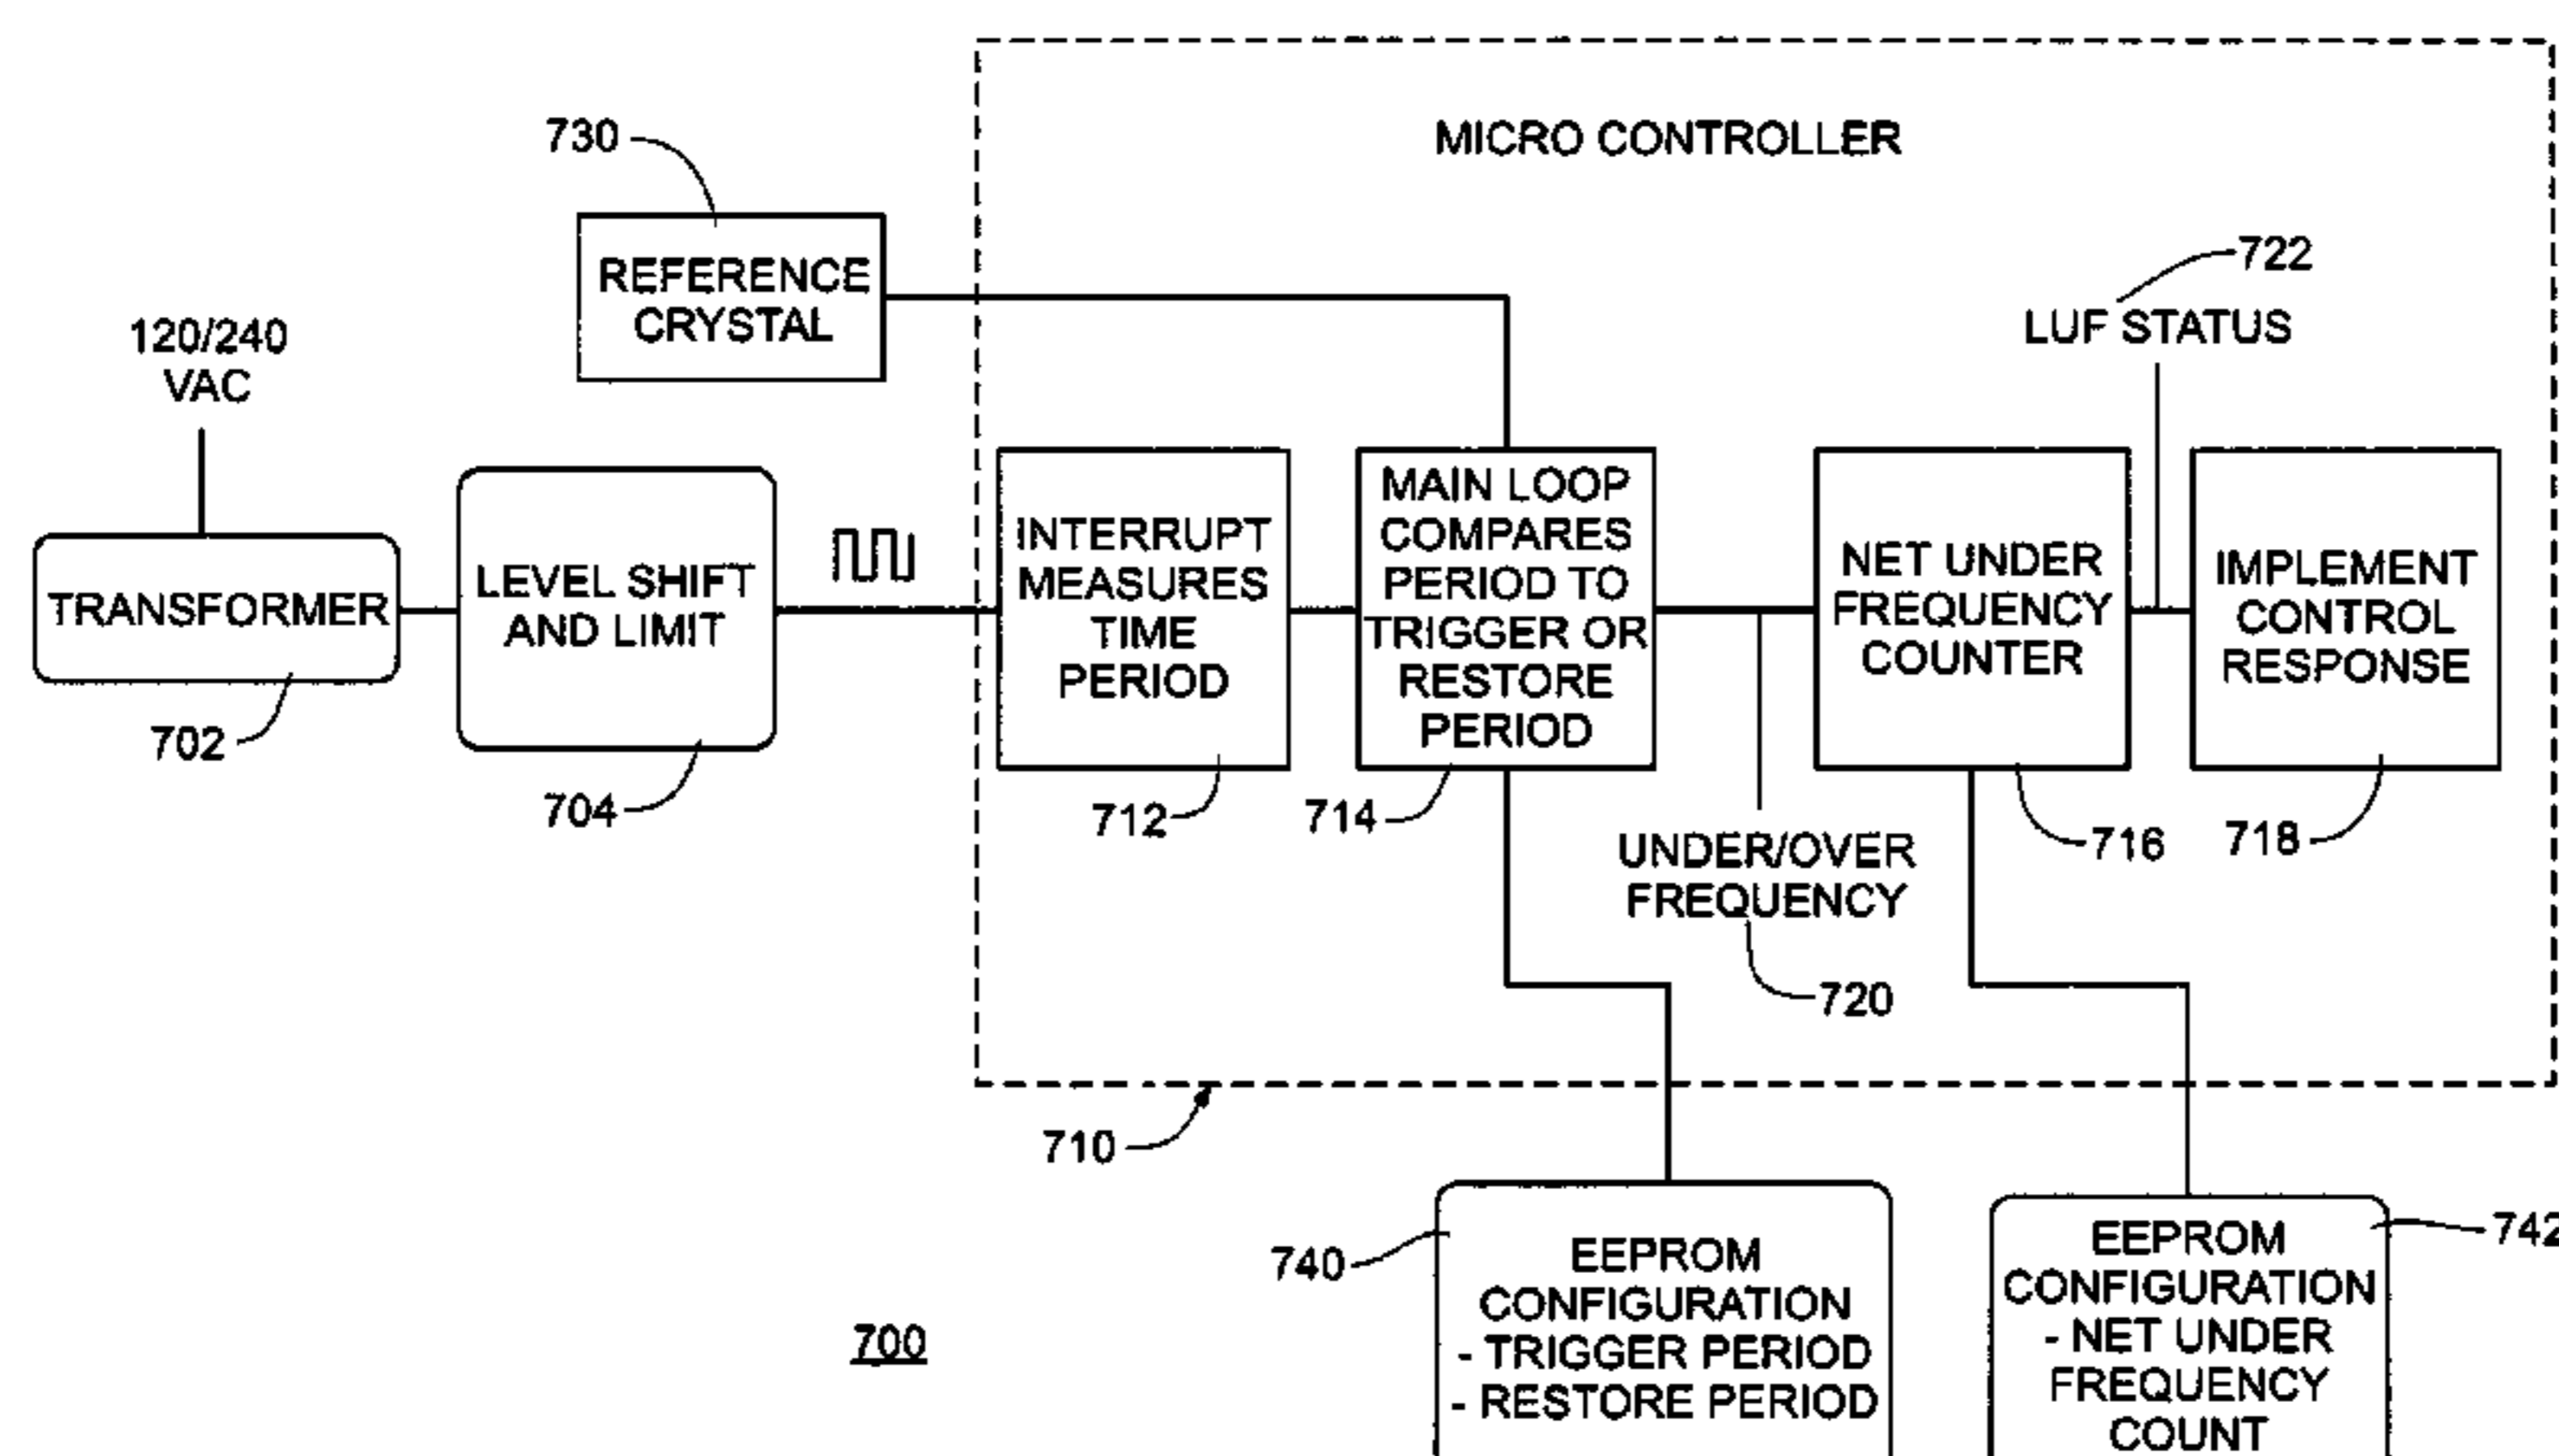 MICRO CONTROLLER
730
REFERENCE
CRYSTAL
722
LUF STATUS
120/240
VAC
TRANSFORMER
702
LEVEL SHIFT
AND LIMIT
704
INTERRUPT
MEASURES
TIME
PERIOD
712
MAIN LOOP
COMPARES
PERIOD TO
TRIGGER OR
RESTORE
PERIOD
714
UNDER/OVER
FREQUENCY
720
NET UNDER
FREQUENCY
COUNTER
716
IMPLEMENT
CONTROL
RESPONSE
718
710
740
EEPROM
CONFIGURATION
- TRIGGER PERIOD
- RESTORE PERIOD
742
EEPROM
CONFIGURATION
- NET UNDER
FREQUENCY
COUNT
700